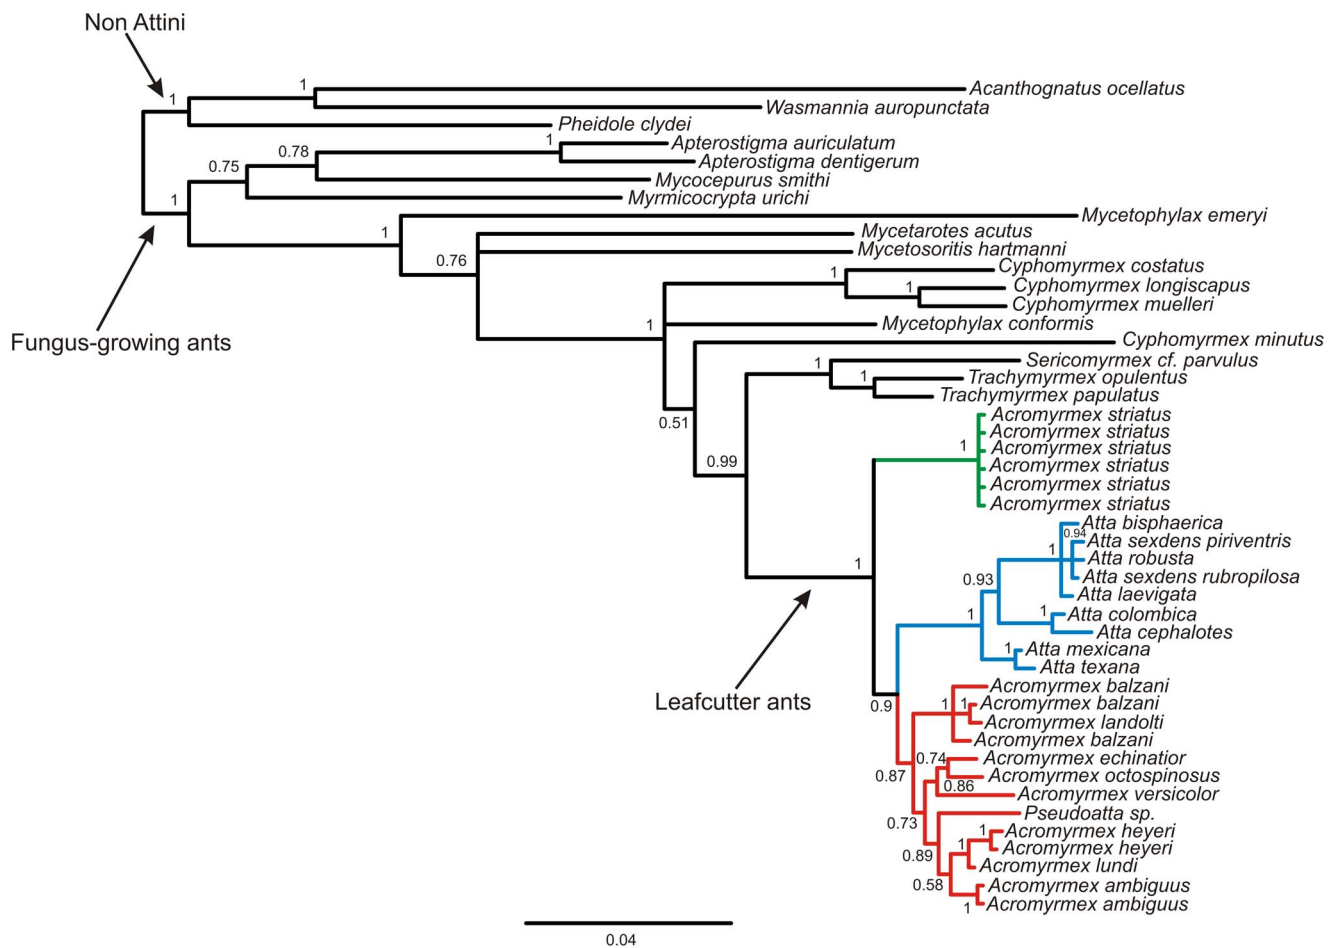 Non Attini
1
1
Acanthognatus ocellatus
Wasmannia auropunctata
Pheidole clydei
1
Apterostigma auriculatum
0.78
Apterostigma dentigerum
0.75
Mycocepurus smithi
1
Myrmicocrypta urichi
Mycetophylax emeryi
1
Mycetarotes acutus
0.76
Mycetosoritis hartmanni
Cyphomyrmex costatus
1
1
Cyphomyrmex longiscapus
Cyphomyrmex muelleri
1
Mycetophylax conformis
Fungus-growing ants
Cyphomyrmex minutus
1
Sericomyrmex cf. parvulus
1
Trachymyrmex opulentus
Trachymyrmex papulatus
0.51
Acromyrmex striatus
Acromyrmex striatus
1
Acromyrmex striatus
0.99
Acromyrmex striatus
Acromyrmex striatus
Acromyrmex striatus
Atta bisphaerica
0.94
Atta sexdens piriventris
1
Atta robusta
1
0.93
Atta sexdens rubropilosa
Atta laevigata
1
1
Atta colombica
Atta cephalotes
1
Atta mexicana
Atta texana
Leafcutter ants
Acromyrmex balzani
0.9
1
1
Acromyrmex balzani
Acromyrmex landolti
Acromyrmex balzani
0.74
Acromyrmex echinatior
0.87
Acromyrmex octospinosus
0.86
Acromyrmex versicolor
Pseudoatta sp.
0.73
1
Acromyrmex heyeri
1
Acromyrmex heyeri
0.89
Acromyrmex lundi
0.58
Acromyrmex ambiguus
1
Acromyrmex ambiguus
0.04